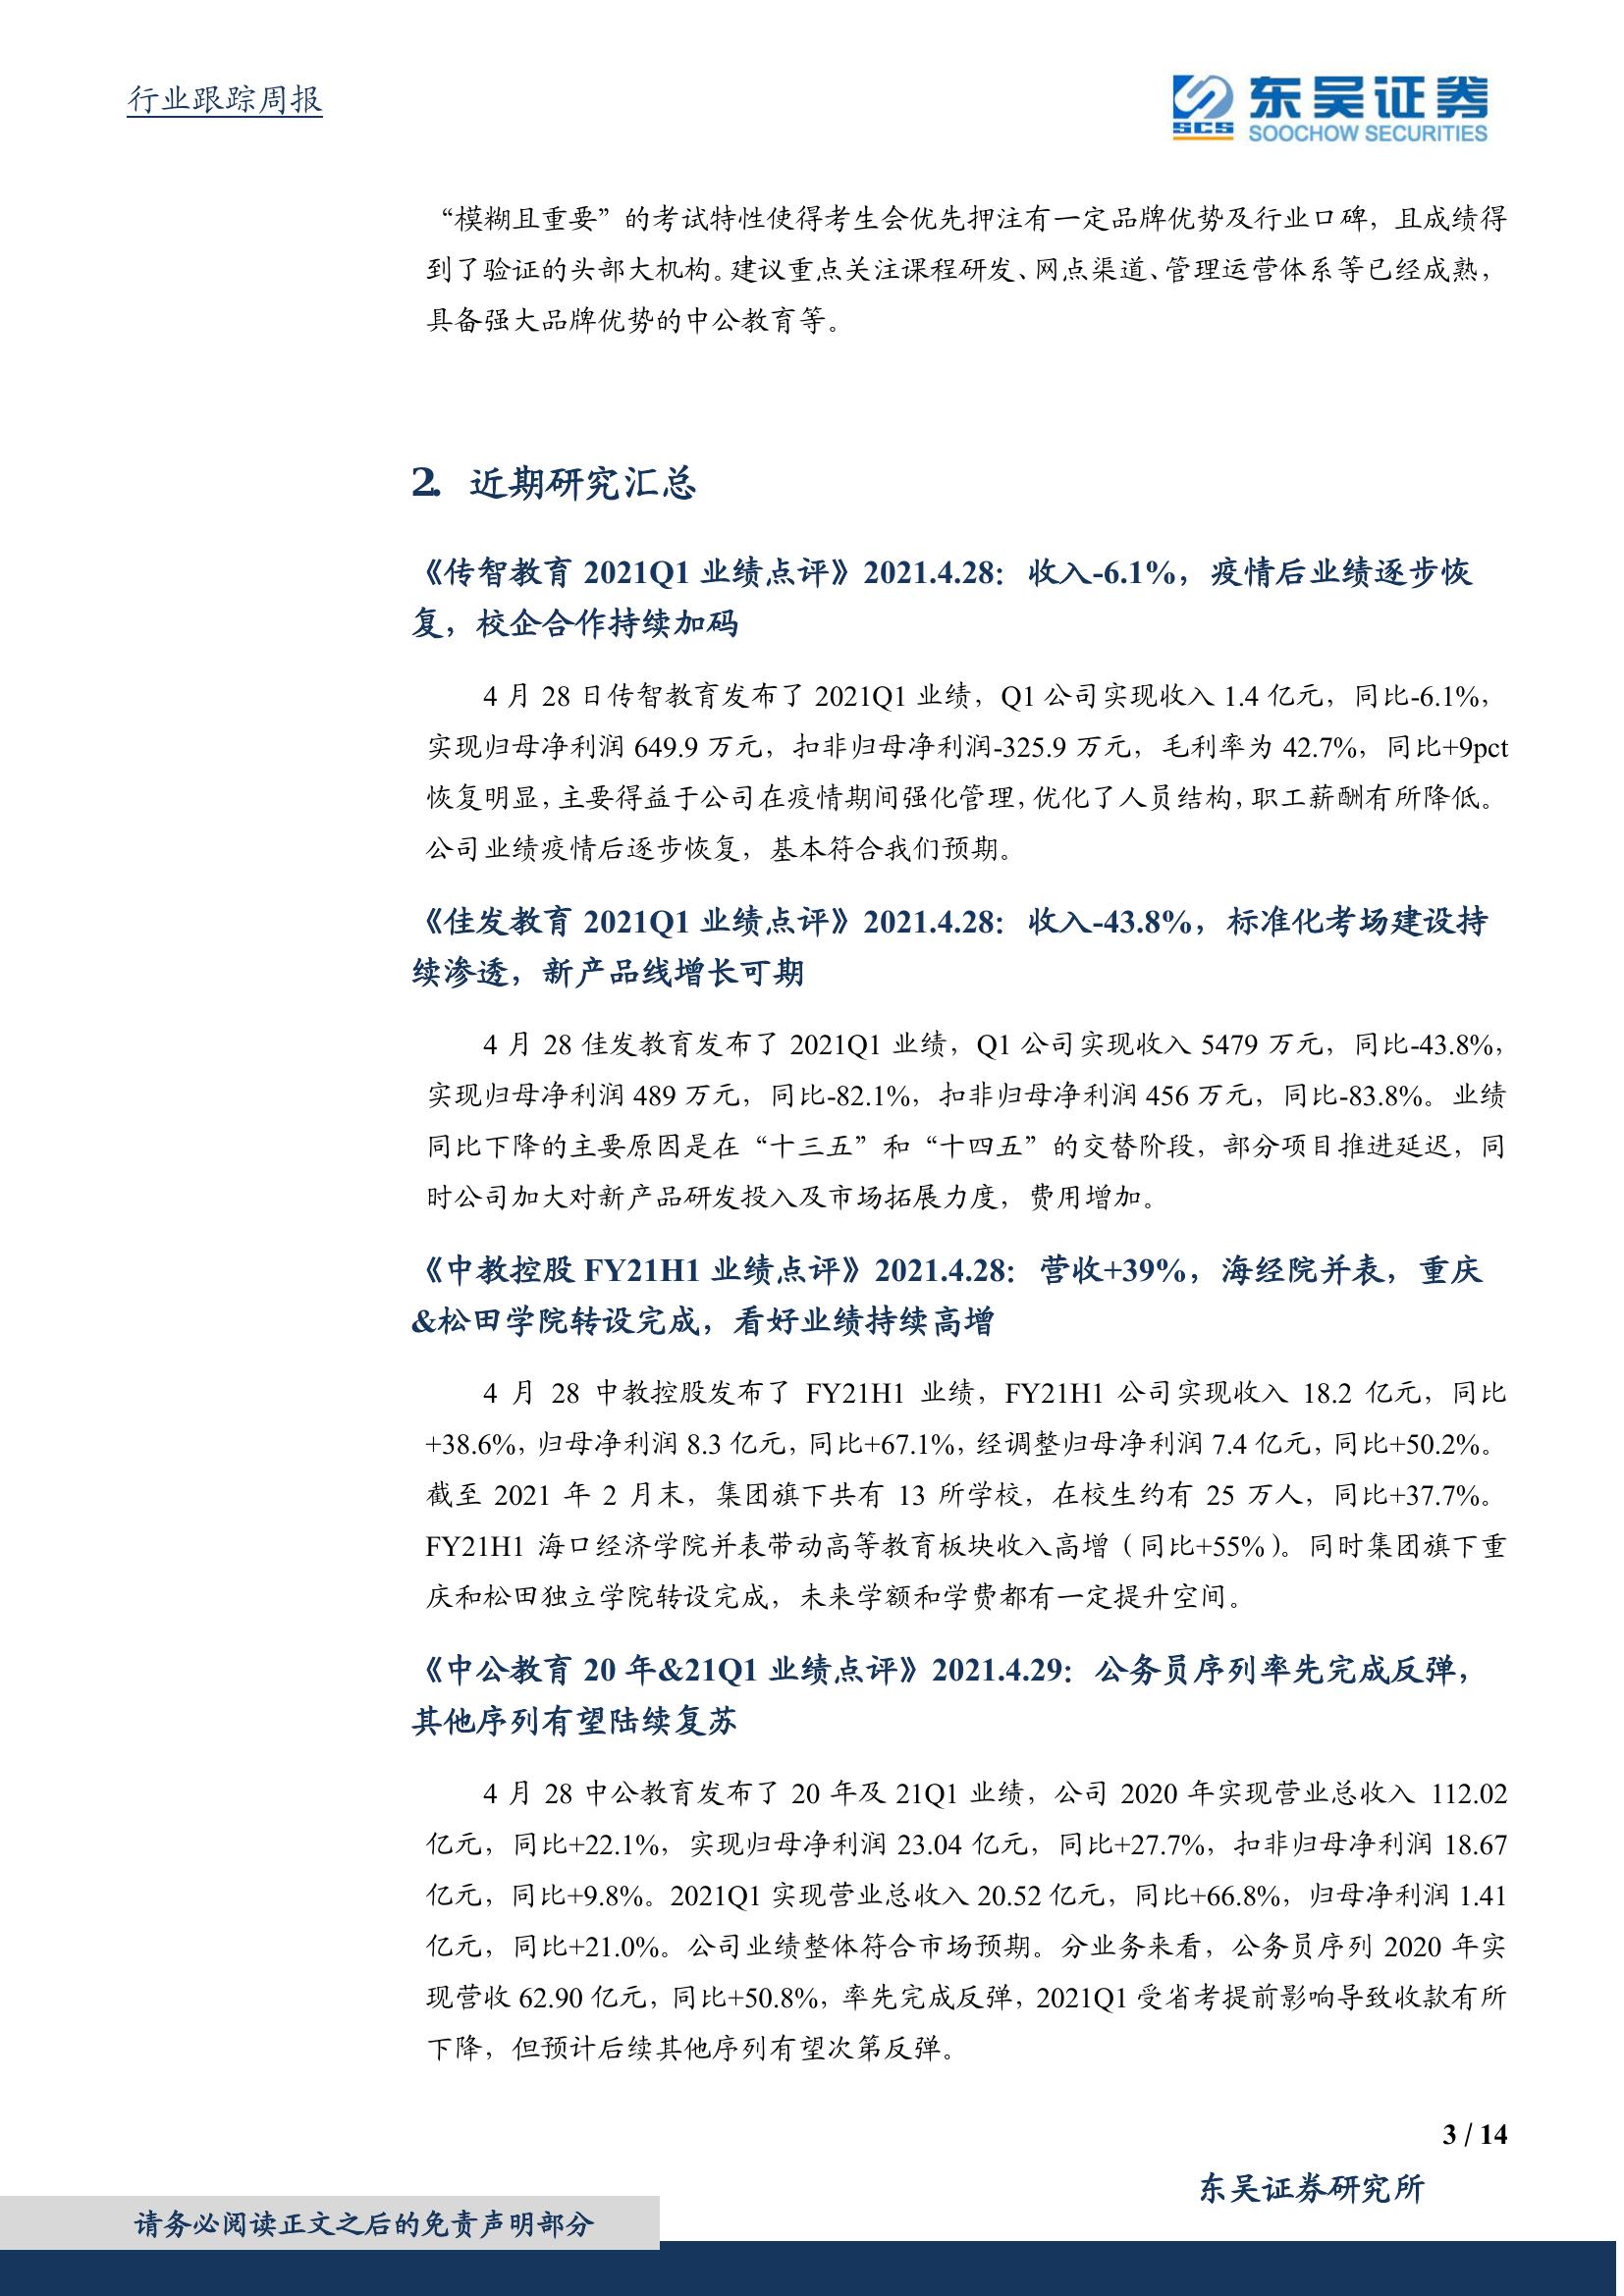 行业跟踪周报
东吴证券
SCS
SOOCHOW SECURITIES
“模糊且重要”的考试特性使得考生会优先押注有一定品牌优势及行业口碑，且成绩得
到了验证的头部大机构。建议重点关注课程研发、网点渠道、管理运营体系等已经成熟，
具备强大品牌优势的中公教育等。
2. 近期研究汇总
《传智教育 2021Q1 业绩点评》2021.4.28：收入-6.1%，疫情后业绩逐步恢
复，校企合作持续加码
4 月 28 日传智教育发布了 2021Q1 业绩，Q1 公司实现收入 1.4 亿元，同比-6.1%，
实现归母净利润 649.9 万元，扣非归母净利润-325.9 万元，毛利率为 42.7%，同比+9pct
恢复明显，主要得益于公司在疫情期间强化管理，优化了人员结构，职工薪酬有所降低。
公司业绩疫情后逐步恢复，基本符合我们预期。
《佳发教育 2021Q1 业绩点评》2021.4.28：收入-43.8%，标准化考场建设持
续渗透，新产品线增长可期
4 月 28 佳发教育发布了 2021Q1 业绩，Q1 公司实现收入 5479 万元，同比-43.8%，
实现归母净利润 489 万元，同比-82.1%，扣非归母净利润 456 万元，同比-83.8%。业绩
同比下降的主要原因是在“十三五”和“十四五”的交替阶段，部分项目推进延迟，同
时公司加大对新产品研发投入及市场拓展力度，费用增加。
《中教控股 FY21H1 业绩点评》2021.4.28：营收+39%，海经院并表，重庆
&松田学院转设完成，看好业绩持续高增
4 月 28 中教控股发布了 FY21H1 业绩，FY21H1 公司实现收入 18.2 亿元，同比
+38.6%，归母净利润 8.3 亿元，同比+67.1%，经调整归母净利润 7.4 亿元，同比+50.2%。
截至 2021 年 2 月末，集团旗下共有 13 所学校，在校生约有 25 万人，同比+37.7%。
FY21H1 海口经济学院并表带动高等教育板块收入高增（同比+55%）。同时集团旗下重
庆和松田独立学院转设完成，未来学额和学费都有一定提升空间。
《中公教育 20 年&21Q1 业绩点评》2021.4.29：公务员序列率先完成反弹，
其他序列有望陆续复苏
4 月 28 中公教育发布了 20 年及 21Q1 业绩，公司 2020 年实现营业总收入 112.02
亿元，同比+22.1%，实现归母净利润 23.04 亿元，同比+27.7%，扣非归母净利润 18.67
亿元，同比+9.8%。2021Q1 实现营业总收入 20.52 亿元，同比+66.8%，归母净利润 1.41
亿元，同比+21.0%。公司业绩整体符合市场预期。分业务来看，公务员序列 2020 年实
现营收 62.90 亿元，同比+50.8%，率先完成反弹，2021Q1 受省考提前影响导致收款有所
下降，但预计后续其他序列有望次第反弹。
3 / 14
东吴证券研究所
请务必阅读正文之后的免责声明部分